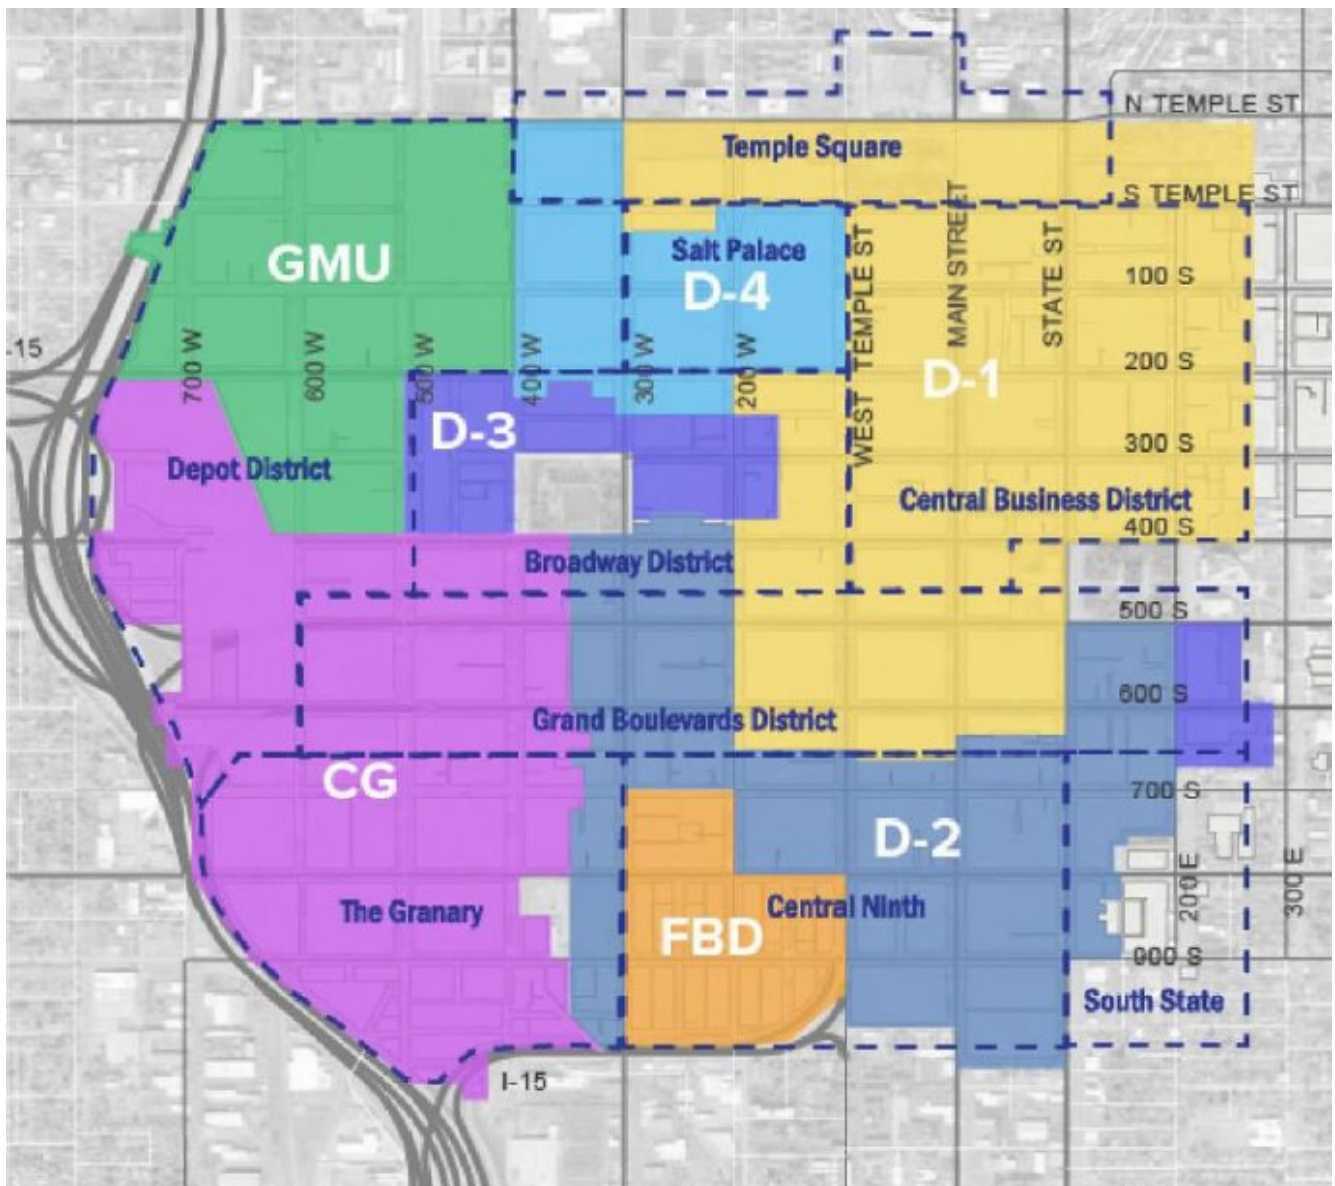 N TEMPLE ST
Temple Square
S TEMPLE ST
GMU
Salt Palace
D-4
WEST TEMPLE ST
MAIN STREET
STATE ST
100 S
-15
700 W
600 W
500 W
400 W
300 W
200 W
200 S
D-1
D-3
300 S
Depot District
Central Business District
400 S
Broadway District
500 S
600 S
Grand Boulevards District
CG
700 S
D-2
200 E
300 E
The Granary
Central Ninth
FBD
900 S
South State
I-15